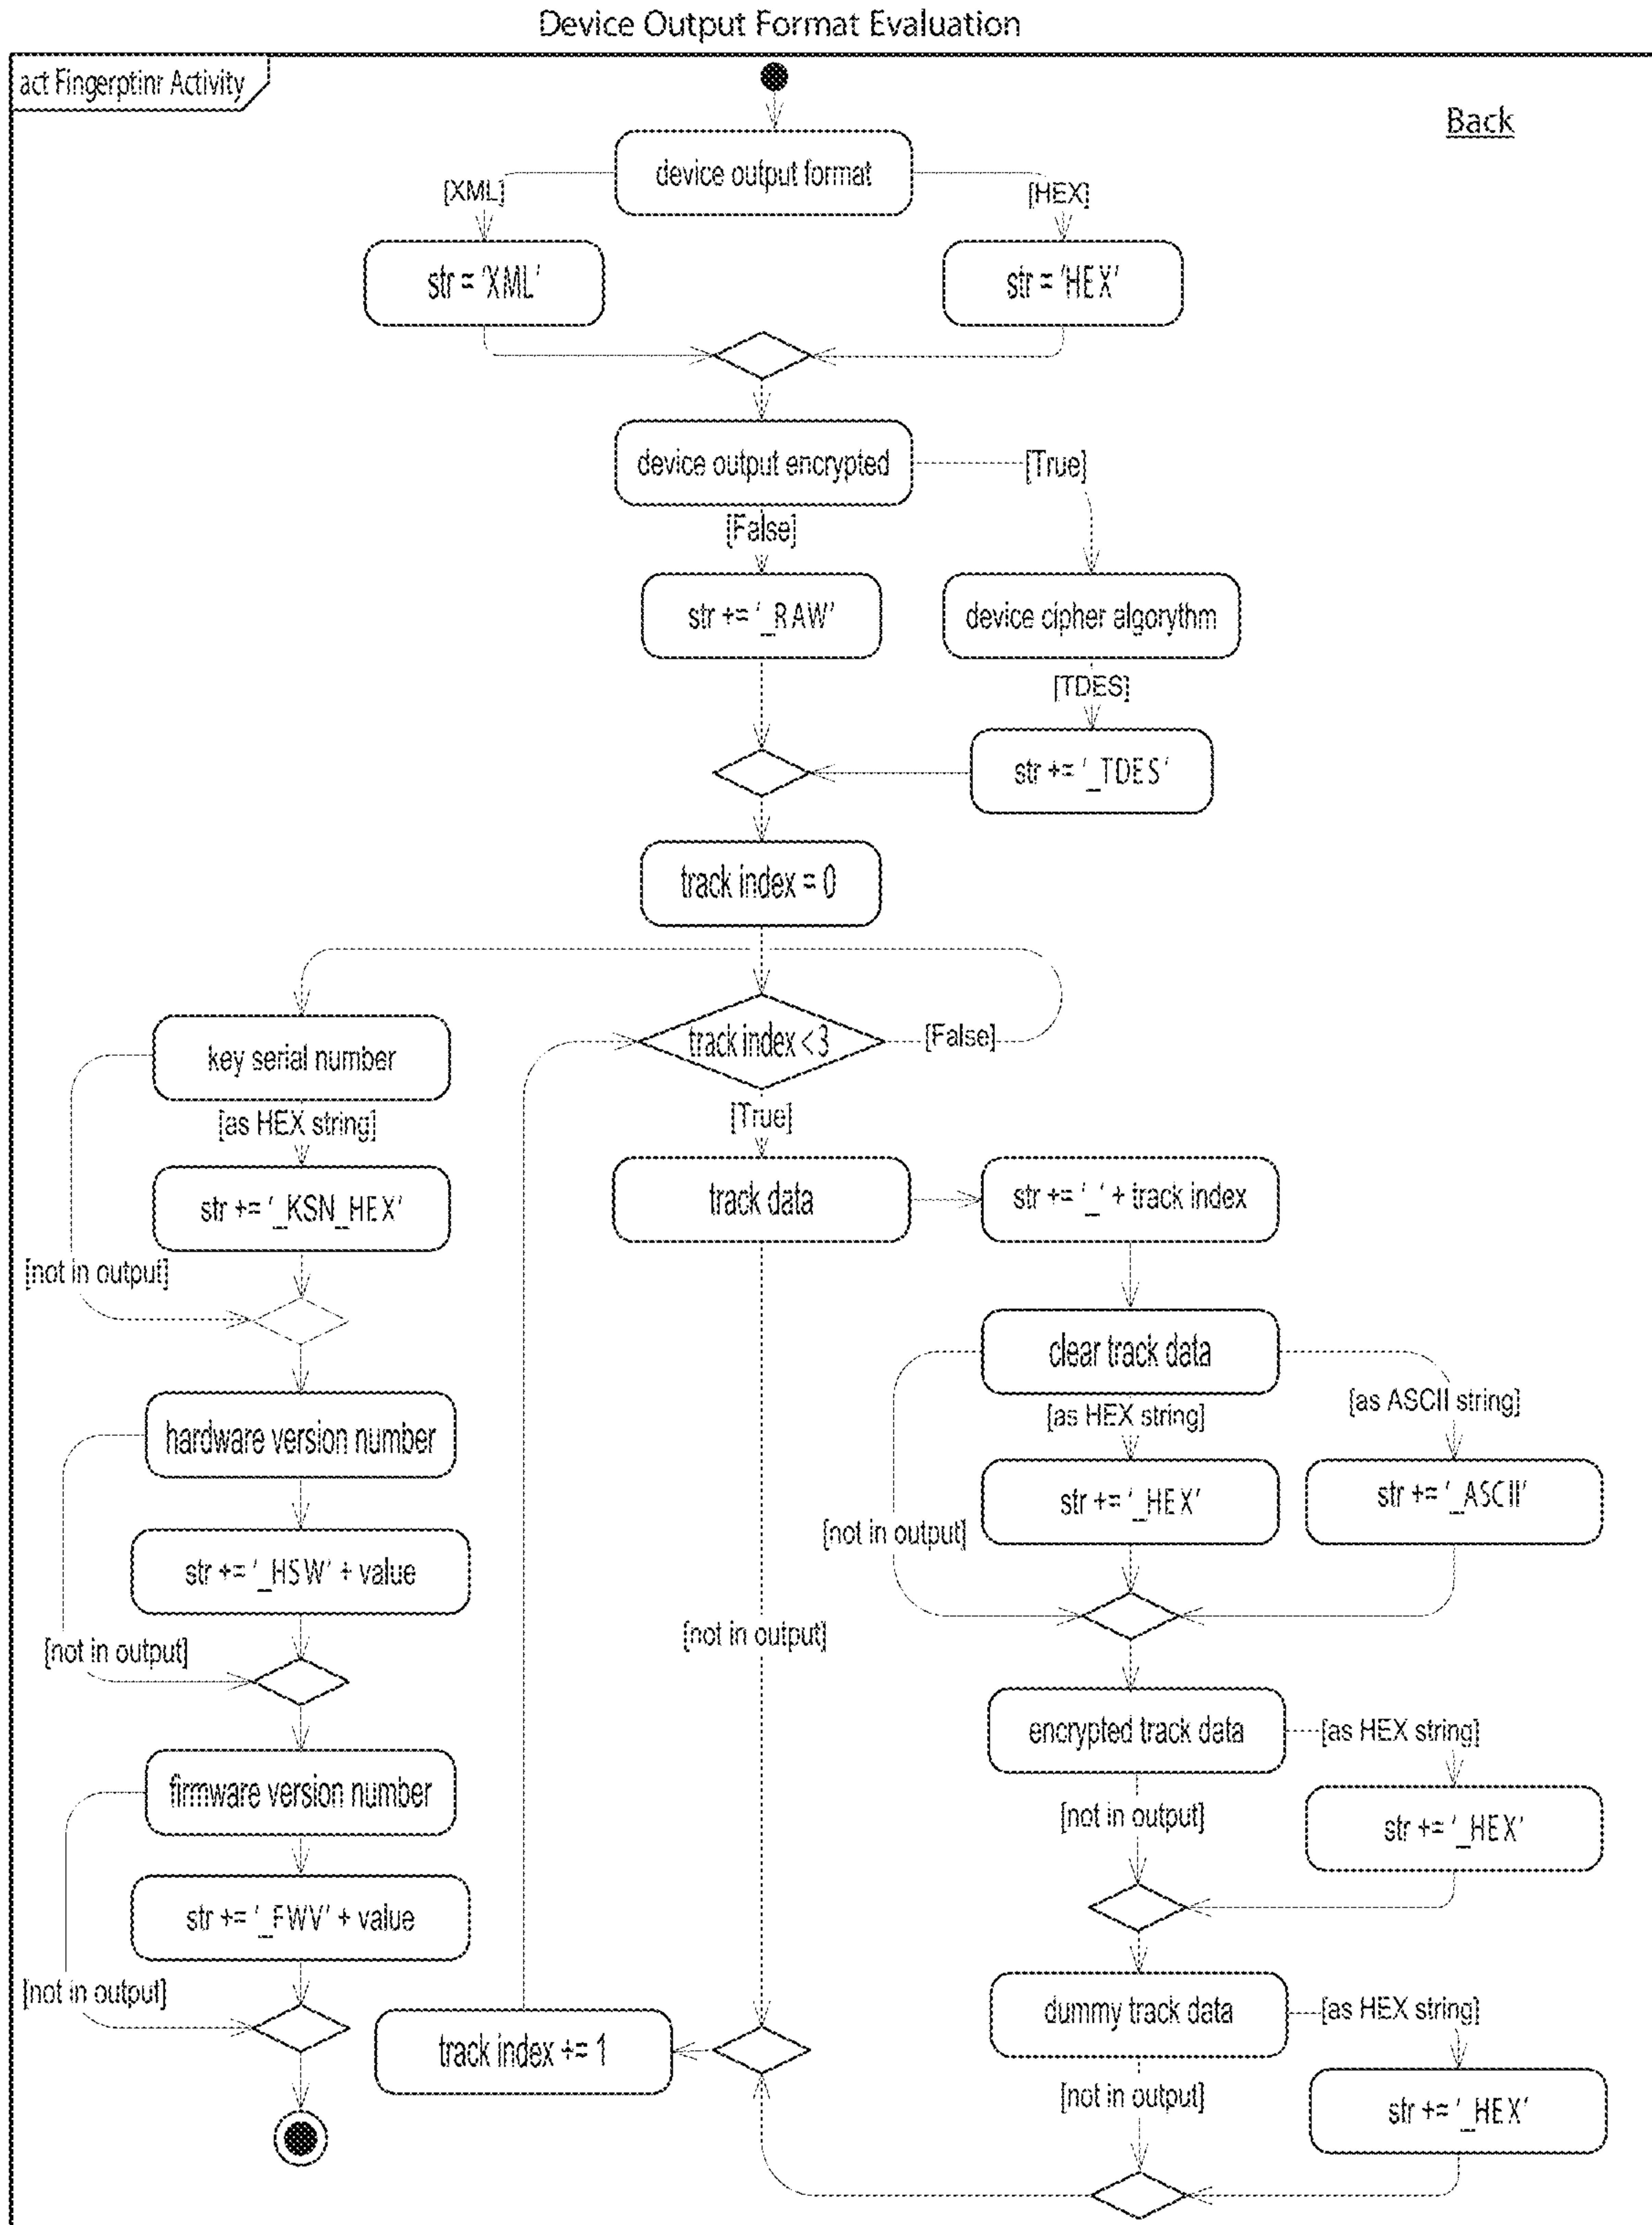 Device Output Format Evaluation
act Fingerptinr Activity
Back
device output format
[XML]
[HEX]
str = 'XML'
str = 'HEX'
device output encrypted
[True]
[False]
str += '_RAW'
device cipher algorythm
[TDES]
str += '_TDES'
track index = 0
track index < 3
[False]
key serial number
[as HEX string]
[True]
str += '_KSN_HEX'
track data
str += '_' + track index
[not in output]
clear track data
[as HEX string]
[as ASCII string]
hardware version number
str += '_HEX'
str += '_ASCII'
[not in output]
str += '_HSW' + value
[not in output]
[not in output]
encrypted track data
[as HEX string]
firmware version number
[not in output]
str += '_HEX'
str += '_FWV' + value
[not in output]
dummy track data
[as HEX string]
track index += 1
[not in output]
str += '_HEX'